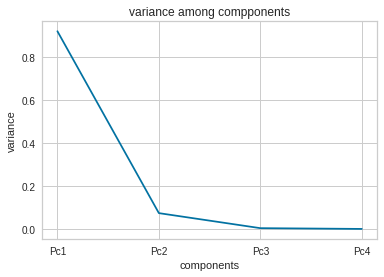 variance among compponents
variance
0.8
0.6
0.4
0.2
0.0
Pc1 Pc2 Pc3 Pc4
components